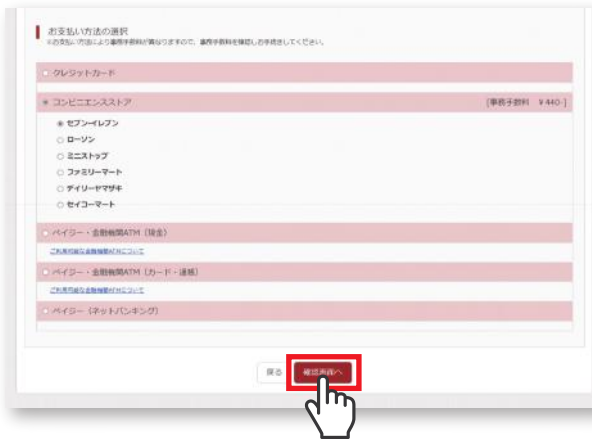 お支払い方法の選択
※お支払い方法により事務手数料が異なりますので、事務手数料を確認しお手続きしてください。
クレジットカード
コンビニエンスストア [事務手数料 ¥440-]
セブン-イレブン
ローソン
ミニストップ
ファミリーマート
デイリーヤマザキ
セイコーマート
ペイジー・金融機関ATM（現金）
ご利用可能な金融機関ATMについて
ペイジー・金融機関ATM（カード・通帳）
ご利用可能な金融機関ATMについて
ペイジー（ネットバンキング）
戻る 確認画面へ